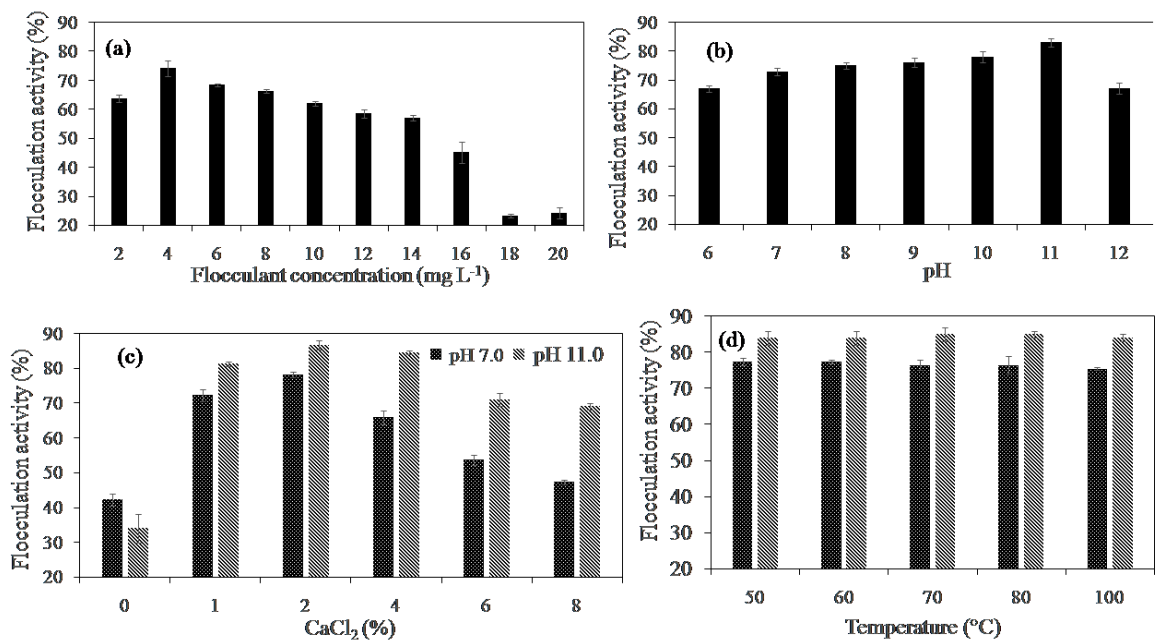 (a)
Flocculation activity (%)
90
80
70
60
50
40
30
20
2 4 6 8 10 12 14 16 18 20
Flocculant concentration (mg L⁻¹)
(b)
Flocculation activity (%)
90
80
70
60
50
40
30
20
6 7 8 9 10 11 12
pH
(c)
pH 7.0 pH 11.0
Flocculation activity (%)
90
80
70
60
50
40
30
20
0 1 2 4 6 8
CaCl₂ (%)
(d)
Flocculation activity (%)
90
80
70
60
50
40
30
20
50 60 70 80 100
Temperature (°C)